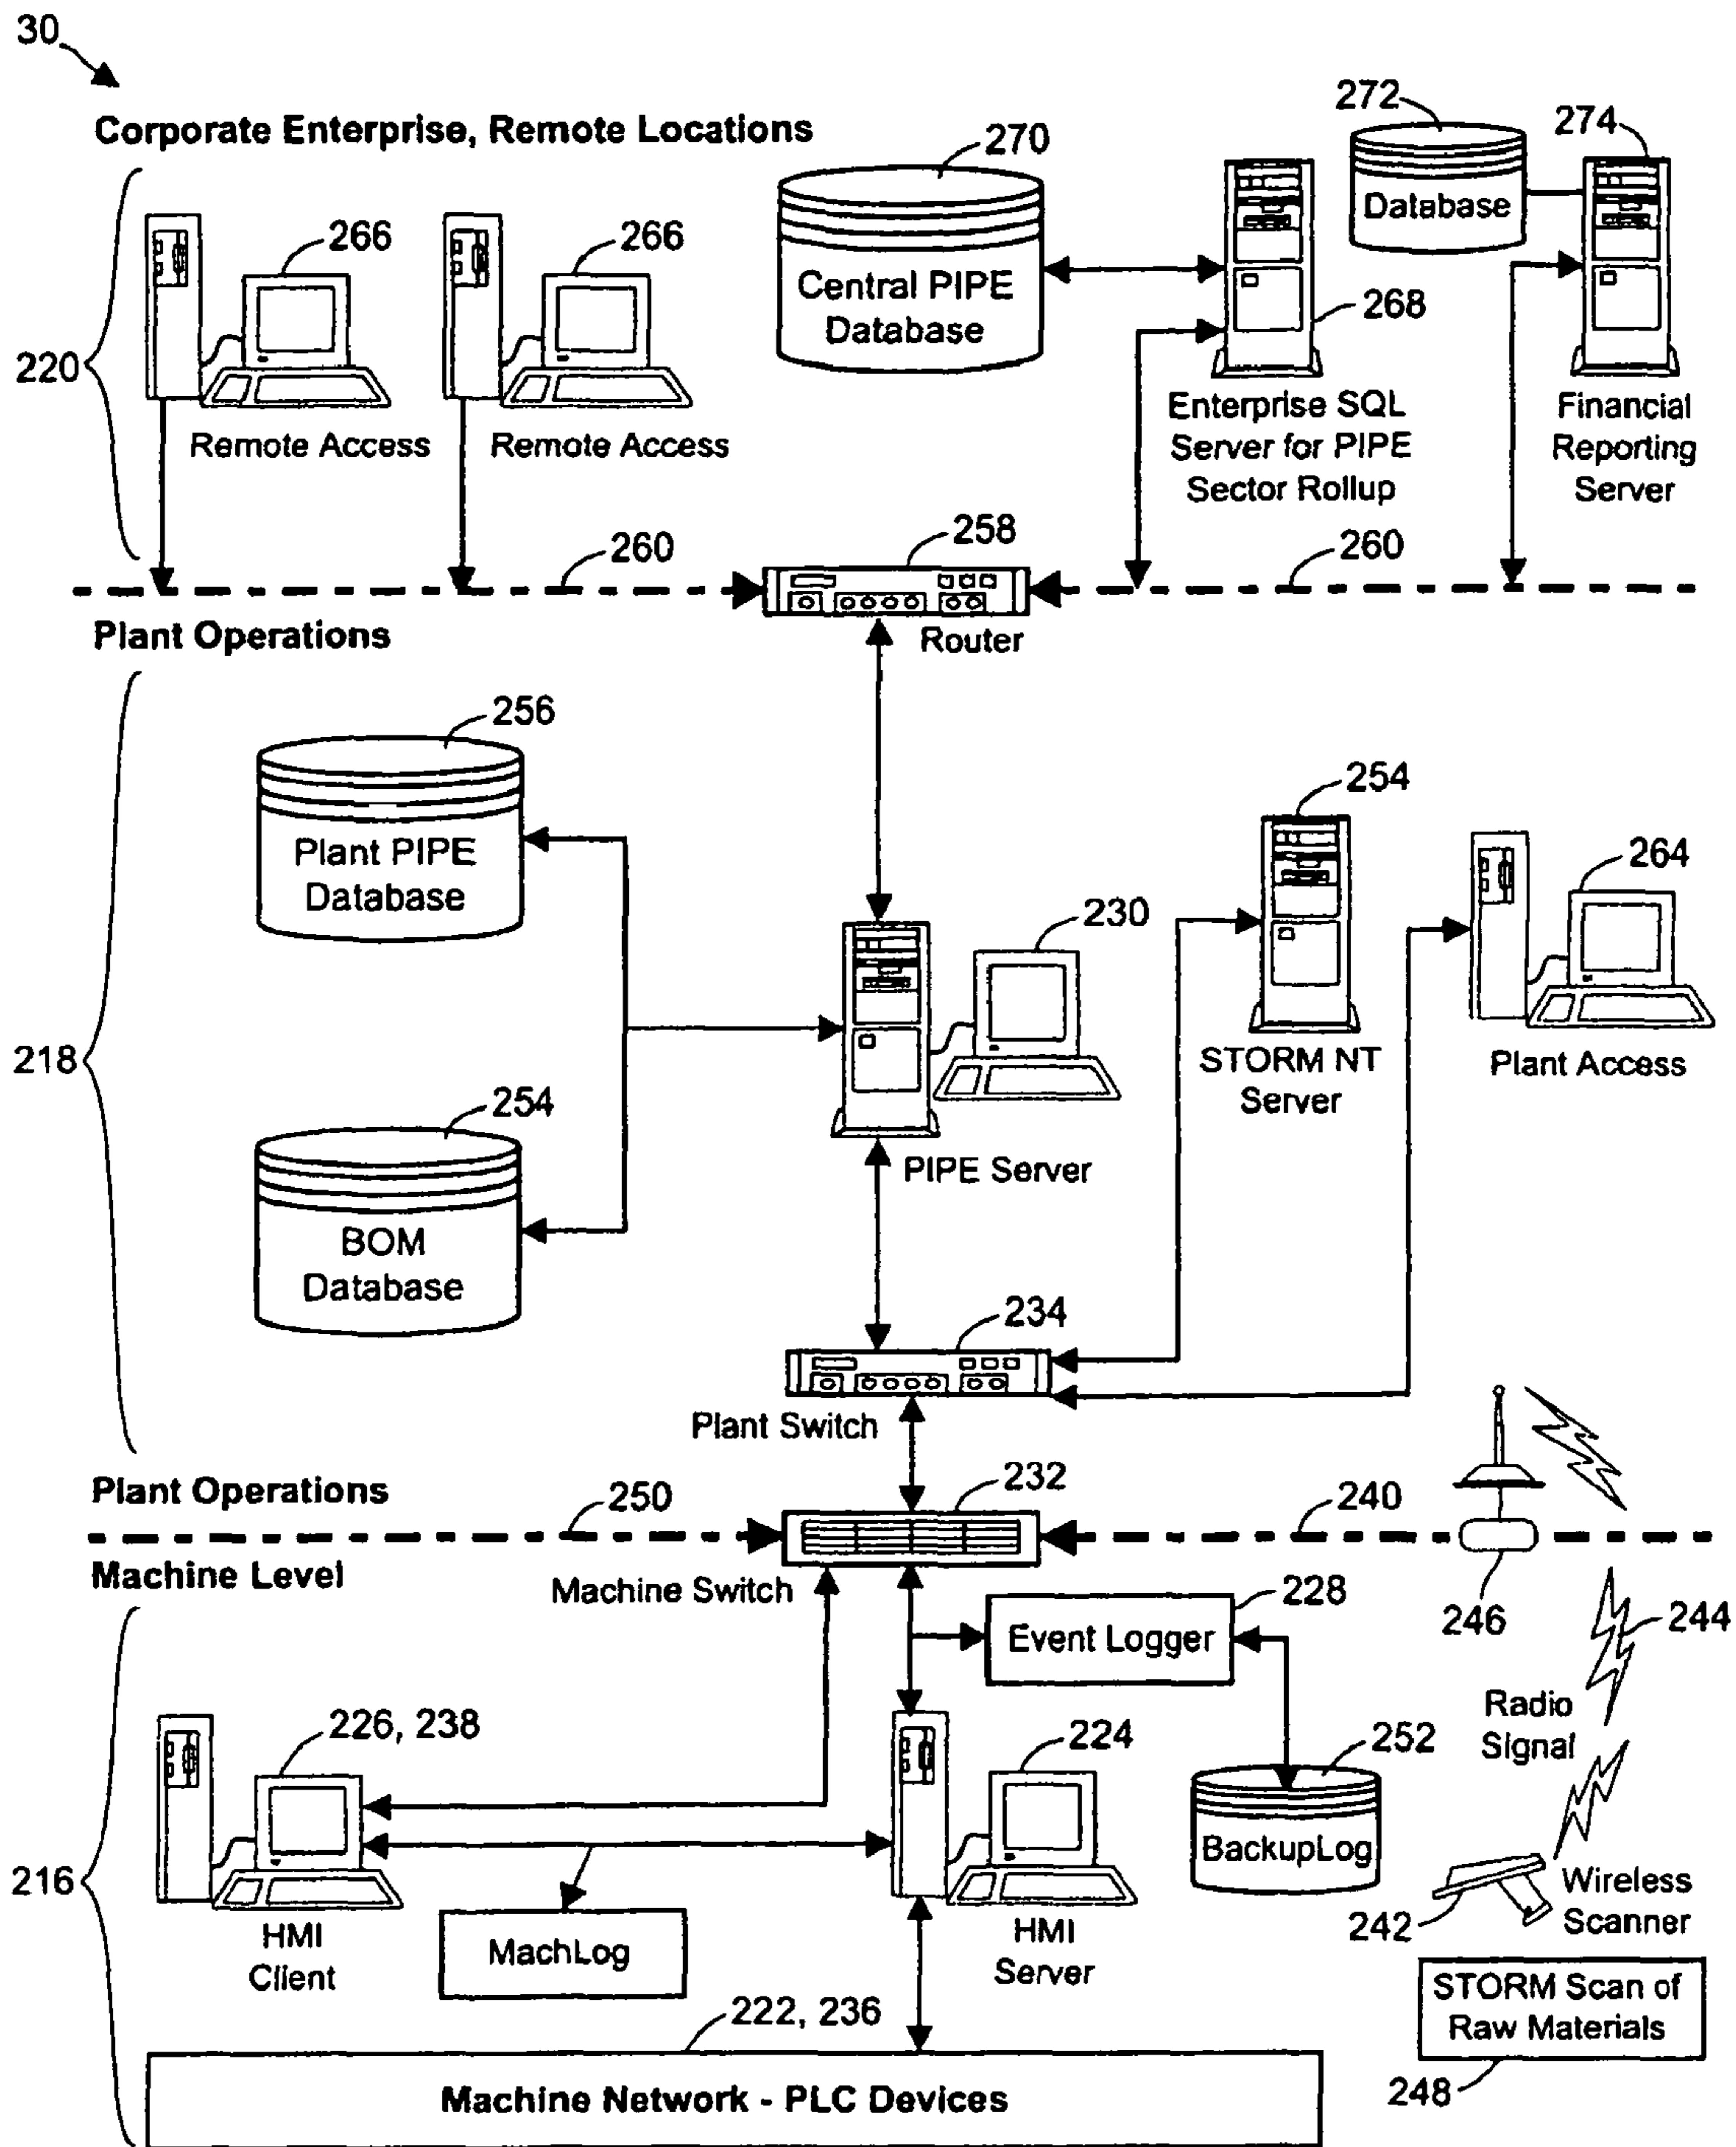 30
Corporate Enterprise, Remote Locations
270
272
274
Database
266
266
Central PIPE
Database
268
220
Remote Access
Remote Access
Enterprise SQL
Server for PIPE
Sector Rollup
Financial
Reporting
Server
260
258
260
Router
Plant Operations
256
Plant PIPE
Database
254
264
230
218
STORM NT
Server
Plant Access
254
PIPE Server
BOM
Database
234
Plant Switch
Plant Operations
250
232
240
Machine Level
Machine Switch
228
Event Logger
246
244
Radio
Signal
226, 238
224
252
BackupLog
216
Wireless
Scanner
242
HMI
Client
MachLog
HMI
Server
STORM Scan of
Raw Materials
222, 236
248
Machine Network - PLC Devices